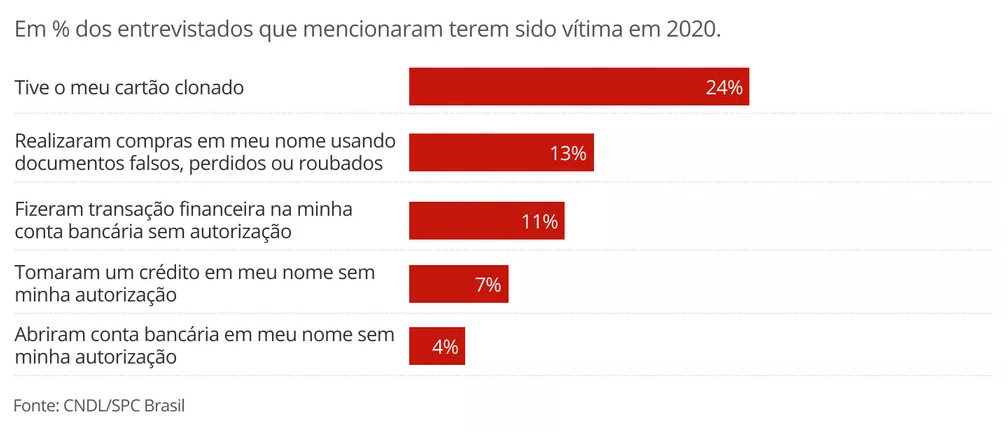 Em % dos entrevistados que mencionaram terem sido vítima em 2020.
Tive o meu cartão clonado
24%
Realizaram compras em meu nome usando
documentos falsos, perdidos ou roubados
13%
Fizeram transação financeira na minha
conta bancária sem autorização
11%
Tomaram um crédito em meu nome sem
minha autorização
7%
Abriram conta bancária em meu nome sem
minha autorização
4%
Fonte: CNDL/SPC Brasil